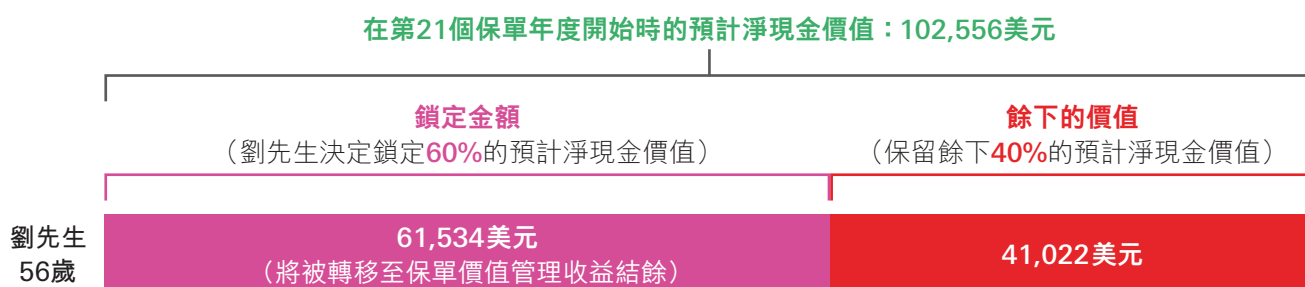 在第21個保單年度開始時的預計淨現金價值：102,556美元
鎖定金額
（劉先生決定鎖定60%的預計淨現金價值）
餘下的價值
（保留餘下40%的預計淨現金價值）
劉先生
56歲
61,534美元
（將被轉移至保單價值管理收益結餘）
41,022美元